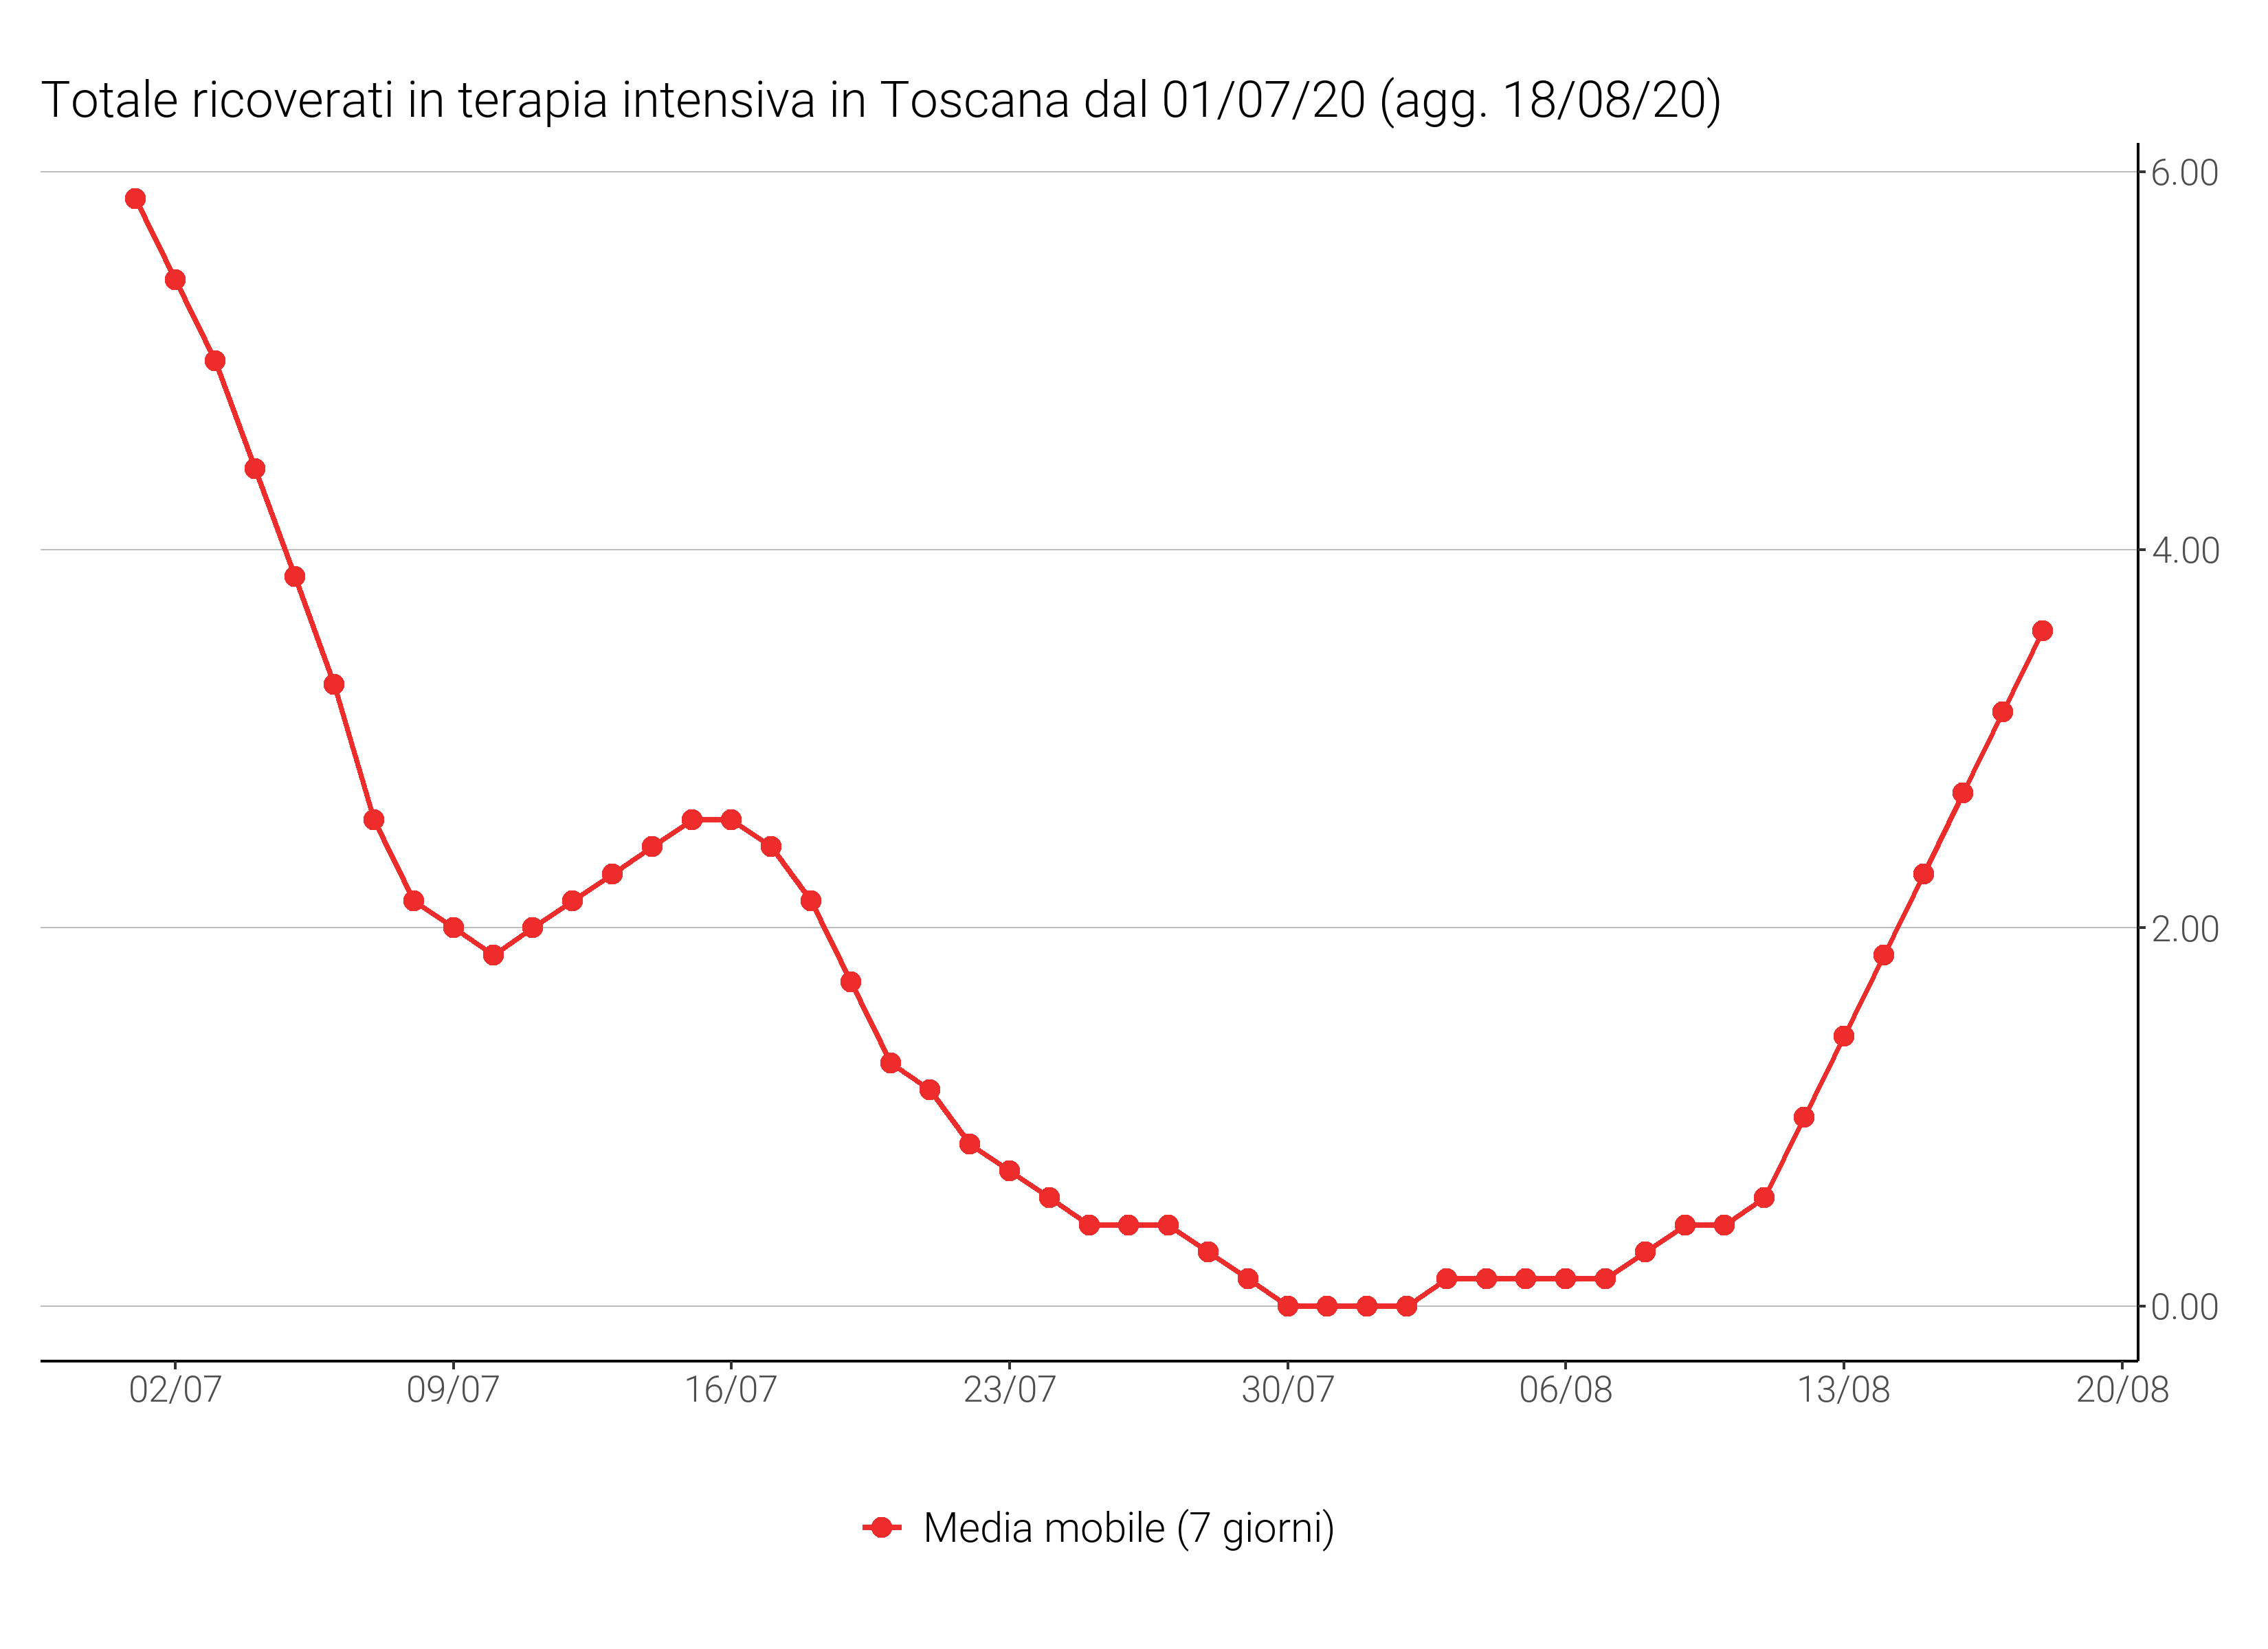 Totale ricoverati in terapia intensiva in Toscana dal 01/07/20 (agg. 18/08/20)
6.00
4.00
2.00
0.00
02/07 09/07 16/07 23/07 30/07 06/08 13/08 20/08
Media mobile (7 giorni)